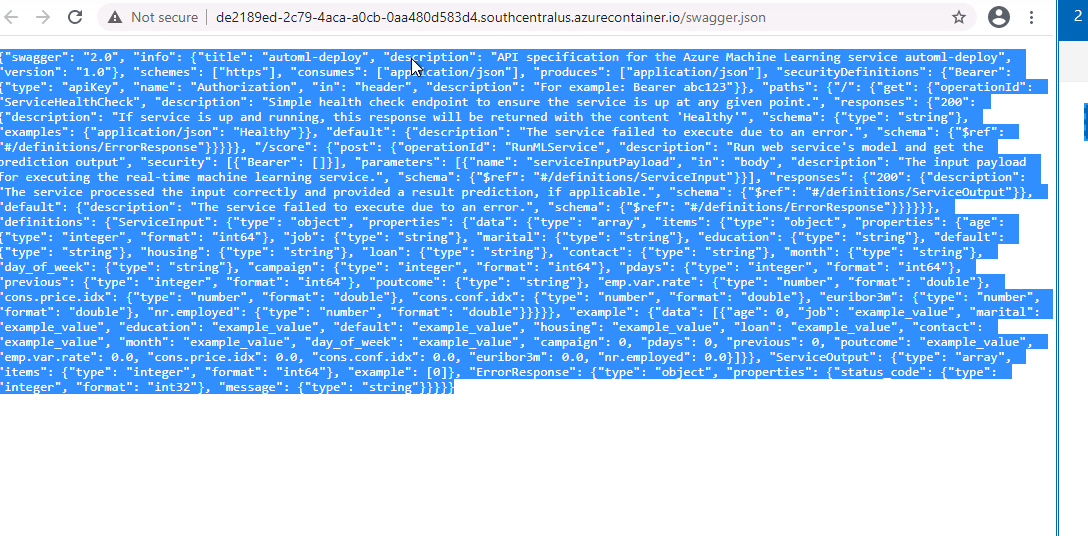 Not secure | de2189ed-2c79-4aca-a0cb-0aa480d583d4.southcentralus.azurecontainer.io/swagger.json
2
{"swagger": "2.0", "info": {"title": "automl-deploy", "description": "API specification for the Azure Machine Learning service automl-deploy",
"version": "1.0"}, "schemes": ["https"], "consumes": ["application/json"], "produces": ["application/json"], "securityDefinitions": {"Bearer":
{"type": "apiKey", "name": "Authorization", "in": "header", "description": "For example: Bearer abc123"}}, "paths": {"/": {"get": {"operationId":
"ServiceHealthCheck", "description": "Simple health check endpoint to ensure the service is up at any given point.", "responses": {"200":
{"description": "If service is up and running, this response will be returned with the content 'Healthy'", "schema": {"type": "string"},
"examples": {"application/json": "Healthy"}}, "default": {"description": "The service failed to execute due to an error.", "schema": {"$ref":
"#/definitions/ErrorResponse"}}}}}, "/score": {"post": {"operationId": "RunMLService", "description": "Run web service's model and get the
prediction output", "security": [{"Bearer": []}], "parameters": [{"name": "serviceInputPayload", "in": "body", "description": "The input payload
for executing the real-time machine learning service.", "schema": {"$ref": "#/definitions/ServiceInput"}}], "responses": {"200": {"description":
"The service processed the input correctly and provided a result prediction, if applicable.", "schema": {"$ref": "#/definitions/ServiceOutput"}},
"default": {"description": "The service failed to execute due to an error.", "schema": {"$ref": "#/definitions/ErrorResponse"}}}}}},
"definitions": {"ServiceInput": {"type": "object", "properties": {"data": {"type": "array", "items": {"type": "object", "properties": {"age":
{"type": "integer", "format": "int64"}, "job": {"type": "string"}, "marital": {"type": "string"}, "education": {"type": "string"}, "default":
{"type": "string"}, "housing": {"type": "string"}, "loan": {"type": "string"}, "contact": {"type": "string"}, "month": {"type": "string"},
"day_of_week": {"type": "string"}, "campaign": {"type": "integer", "format": "int64"}, "pdays": {"type": "integer", "format": "int64"},
"previous": {"type": "integer", "format": "int64"}, "poutcome": {"type": "string"}, "emp.var.rate": {"type": "number", "format": "double"},
"cons.price.idx": {"type": "number", "format": "double"}, "cons.conf.idx": {"type": "number", "format": "double"}, "euribor3m": {"type": "number",
"format": "double"}, "nr.employed": {"type": "number", "format": "double"}}}}}, "example": {"data": [{"age": 0, "job": "example_value", "marital":
"example_value", "education": "example_value", "default": "example_value", "housing": "example_value", "loan": "example_value", "contact":
"example_value", "month": "example_value", "day_of_week": "example_value", "campaign": 0, "pdays": 0, "previous": 0, "poutcome": "example_value",
"emp.var.rate": 0.0, "cons.price.idx": 0.0, "cons.conf.idx": 0.0, "euribor3m": 0.0, "nr.employed": 0.0}]}}, "ServiceOutput": {"type": "array",
"items": {"type": "integer", "format": "int64"}, "example": [0]}, "ErrorResponse": {"type": "object", "properties": {"status_code": {"type":
"integer", "format": "int32"}, "message": {"type": "string"}}}}}